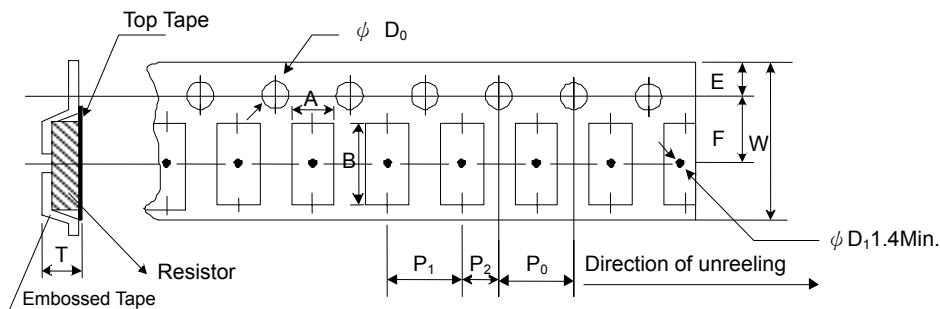 Top Tape
φ D₀
A
E
B
F
W
T
Resistor
Embossed Tape
P₁
P₂
P₀
Direction of unreeling
φ D₁ 1.4Min.